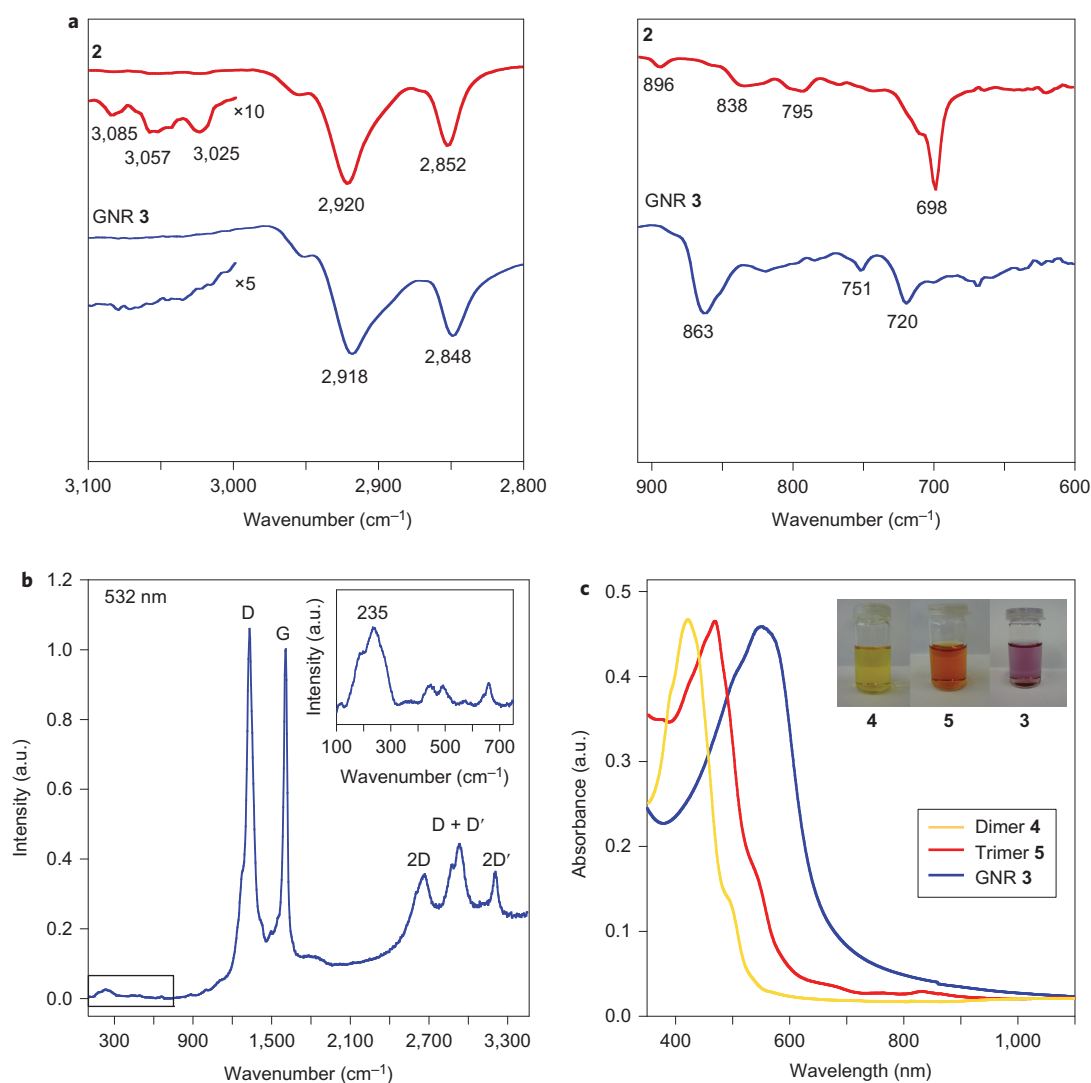 a
2
×10
3,085
3,057
3,025
2,920
2,852
GNR 3
×5
2,918
2,848
3,100 3,000 2,900 2,800
Wavenumber (cm⁻¹)
2
896
838
795
698
863
751
720
900 800 700 600
Wavenumber (cm⁻¹)
b
532 nm
Intensity (a.u.)
1.2
1.0
0.8
0.6
0.4
0.2
0.0
D
G
2D
D + D′
2D′
300 900 1,500 2,100 2,700 3,300
Wavenumber (cm⁻¹)
235
Intensity (a.u.)
100 300 500 700
Wavenumber (cm⁻¹)
c
Absorbance (a.u.)
0.5
0.4
0.3
0.2
0.1
0.0
4 5 3
Dimer 4
Trimer 5
GNR 3
400 600 800 1,000
Wavelength (nm)